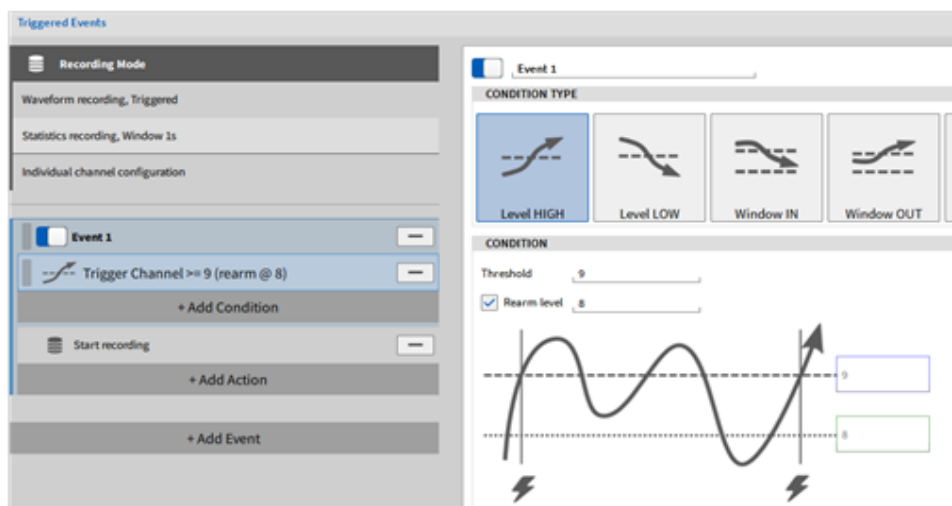 Triggered Events
Recording Mode
Waveform recording, Triggered
Statistics recording, Window 1s
Individual channel configuration
Event 1
Trigger Channel >= 9 (rearm @ 8)
+ Add Condition
Start recording
+ Add Action
+ Add Event
Event 1
CONDITION TYPE
Level HIGH
Level LOW
Window IN
Window OUT
CONDITION
Threshold 9
Rearm level 8
9
8